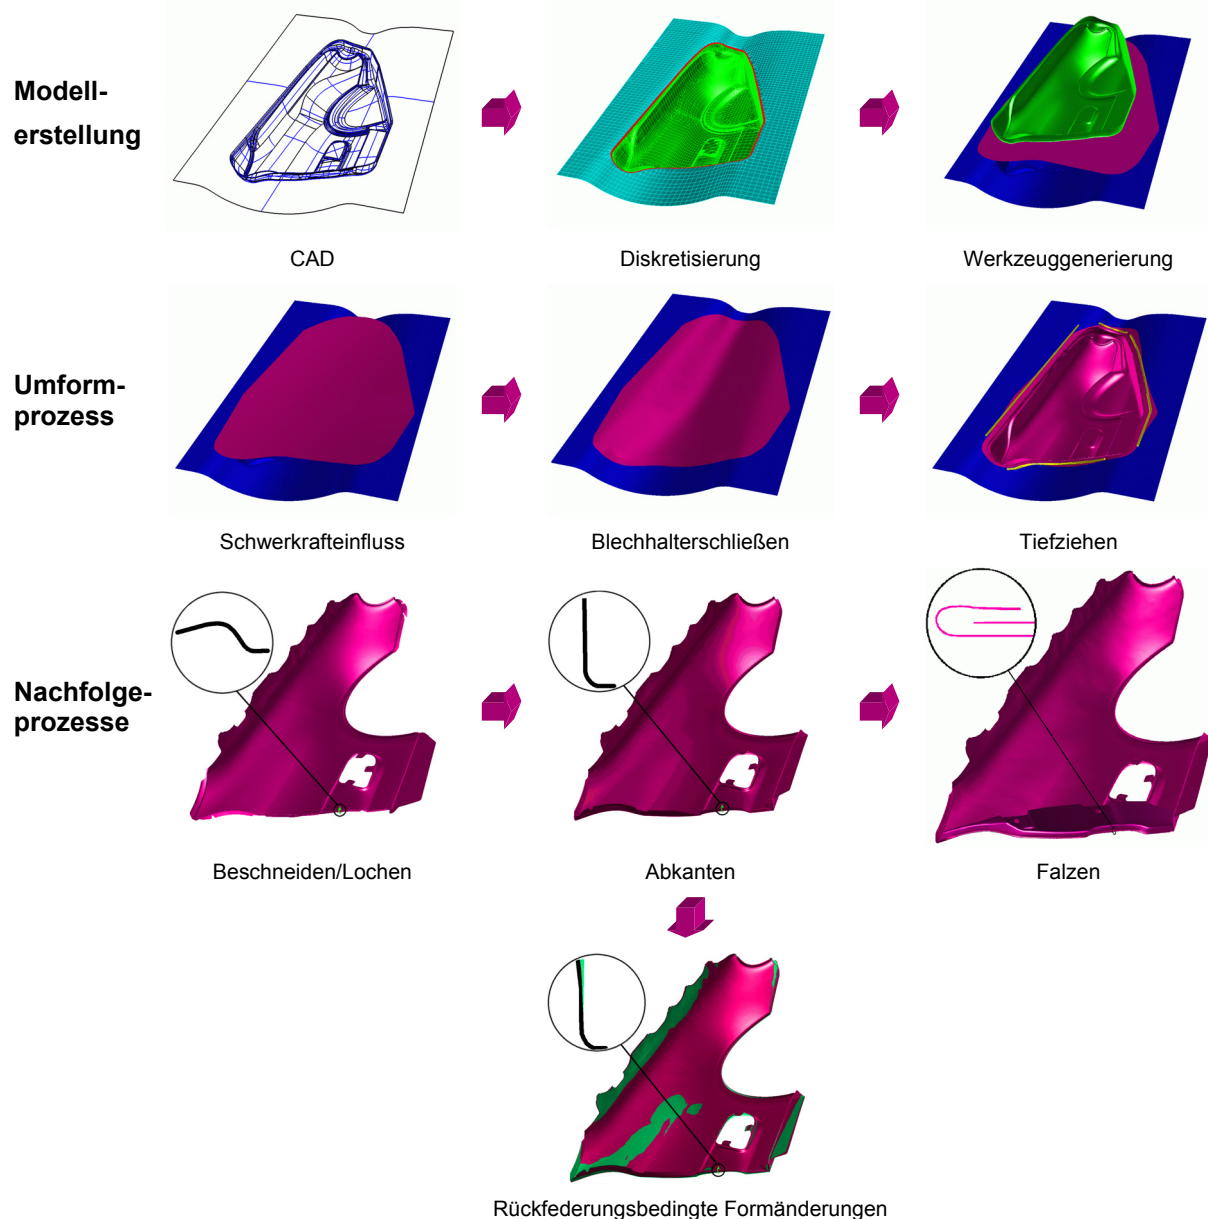 Modell-
erstellung
CAD
Diskretisierung
Werkzeuggenerierung
Umform-
prozess
Schwerkrafteinfluss
Blechhalterschließen
Tiefziehen
Nachfolge-
prozesse
Beschneiden/Lochen
Abkanten
Falzen
Rückfederungsbedingte Formänderungen